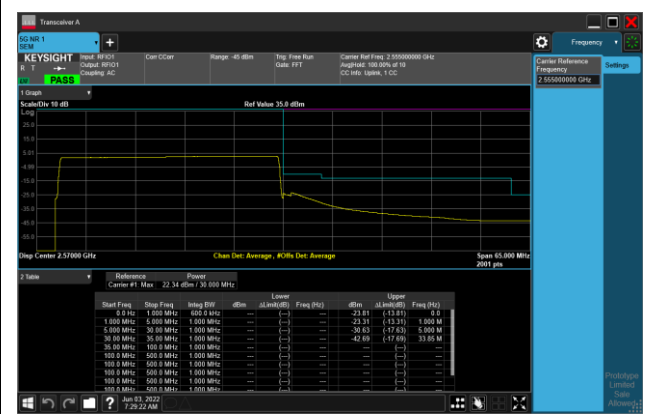 Transceiver A
5G NR 1
SEM
Frequency
KEYSIGHT
R T
PASS
Input: RFIO1
Output: RFIO1
Coupling: AC
Corr CCorr
Range: -45 dBm
Trig: Free Run
Gate: FFT
Carrier Ref Freq: 2.555000000 GHz
Avg|Hold: 100.00% of 10
CC Info: Uplink, 1 CC
Carrier Reference
Frequency
2.555000000 GHz
Settings
1 Graph
Scale/Div 10 dB
Ref Value 35.0 dBm
Log
25.0
15.0
5.01
-4.99
-15.0
-25.0
-35.0
-45.0
-55.0
Disp Center 2.57000 GHz
Chan Det: Average , #Offs Det: Average
Span 65.000 MHz
2001 pts
2 Table
Reference Power
Carrier #1 Max 22.34 dBm / 30.000 MHz
Lower Upper
Start Freq Stop Freq Integ BW dBm ΔLimit(dB) Freq (Hz) dBm ΔLimit(dB) Freq (Hz)
0.0 Hz 1.000 MHz 600.0 kHz --- (---) --- -23.81 (-13.81) 0.0
1.000 MHz 5.000 MHz 1.000 MHz --- (---) --- -23.31 (-13.31) 1.000 M
5.000 MHz 30.00 MHz 1.000 MHz --- (---) --- -30.63 (-17.63) 5.000 M
30.00 MHz 35.00 MHz 1.000 MHz --- (---) --- -42.69 (-17.69) 33.85 M
35.00 MHz 100.0 MHz 1.000 MHz --- (---) --- --- (---) ---
100.0 MHz 500.0 MHz 1.000 MHz --- (---) --- --- (---) ---
100.0 MHz 500.0 MHz 1.000 MHz --- (---) --- --- (---) ---
100.0 MHz 500.0 MHz 1.000 MHz --- (---) --- --- (---) ---
100.0 MHz 500.0 MHz 1.000 MHz --- (---) --- --- (---) ---
Prototype
Limited
Sale
Allowed
Jun 03, 2022
7:29:22 AM